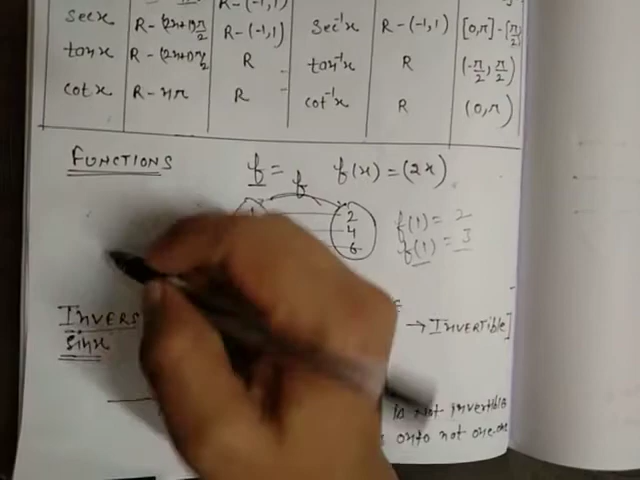 R-(-1,1)
secx R-(2n+1)π/2 R-(-1,1) sec⁻¹x R-(-1,1) [0,π]-{π/2}
tanx R-(2n+1)π/2 R tan⁻¹x R (-π/2, π/2)
cotx R-nπ R cot⁻¹x R (0,π)
FUNCTIONS f = f(x) = (2x)
f
2 f(1) = 2
4 f(1) = 3
6
INVERS → INVERTIBLE]
sinx
is not invertible
onto not one-one